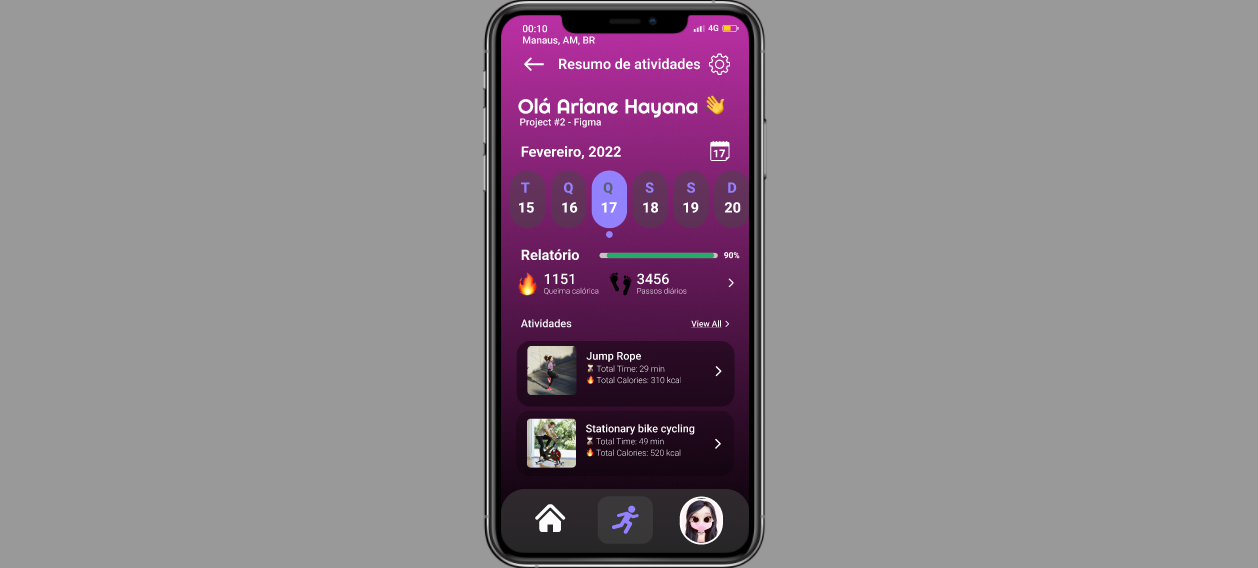 00:10
4G
Manaus, AM, BR
Resumo de atividades
Olá Ariane Hayana 👋
Project #2 - Figma
Fevereiro, 2022
17
T Q Q S S D
15 16 17 18 19 20
Relatório 90%
1151 3456
Queima calórica Passos diários
Atividades View All
Jump Rope
Total Time: 29 min
Total Calories: 310 kcal
Stationary bike cycling
Total Time: 49 min
Total Calories: 520 kcal